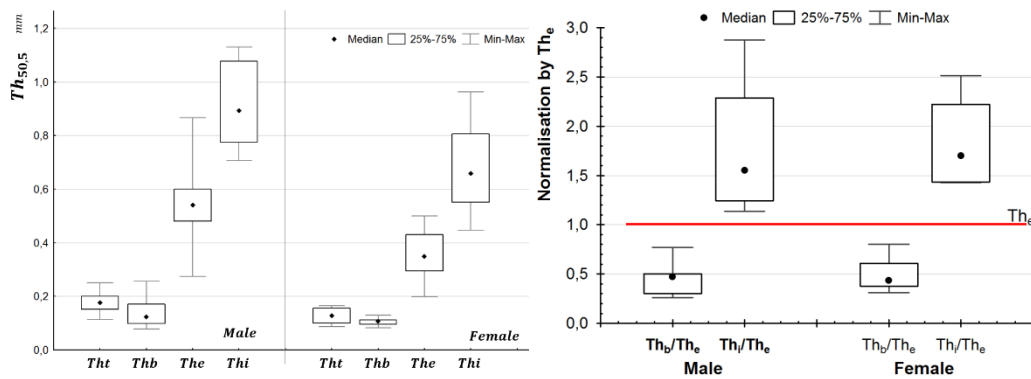 Th50,5 mm
1,2
1,0
0,8
0,6
0,4
0,2
0,0
Median 25%-75% Min-Max
Male
Female
Tht Thb The Thi Tht Thb The Thi
Normalisation by The
3,0
2,5
2,0
1,5
1,0
0,5
0,0
Median 25%-75% Min-Max
The
Thb/The Thi/The Thb/The Thi/The
Male Female